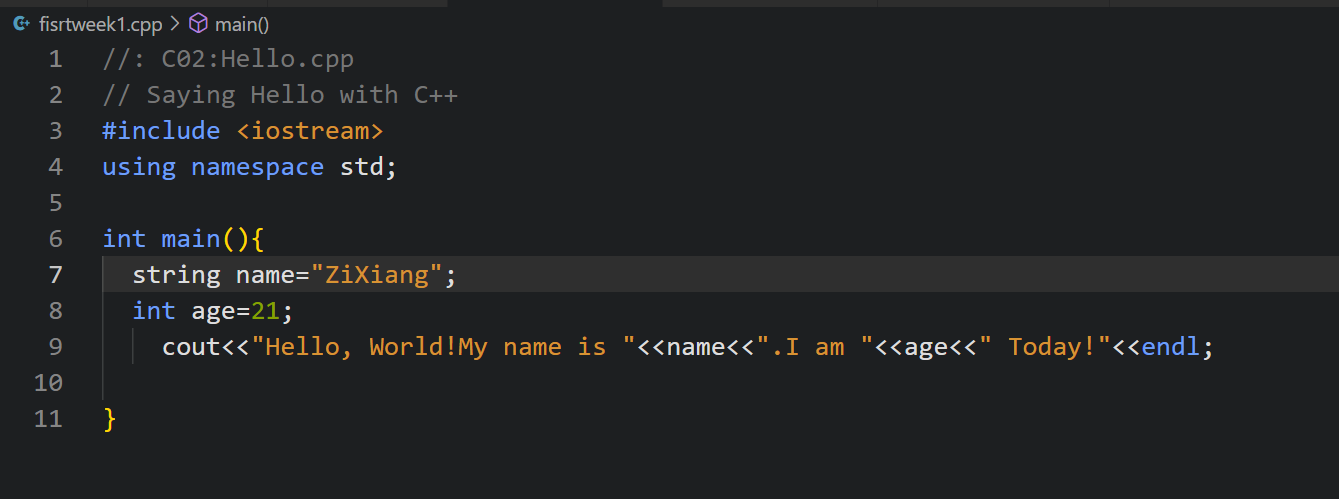 fisrtweek1.cpp > main()
1 //: C02:Hello.cpp
2 // Saying Hello with C++
3 #include <iostream>
4 using namespace std;
5
6 int main(){
7 string name="ZiXiang";
8 int age=21;
9 cout<<"Hello, World!My name is "<<name<<".I am "<<age<<" Today!"<<endl;
10
11 }